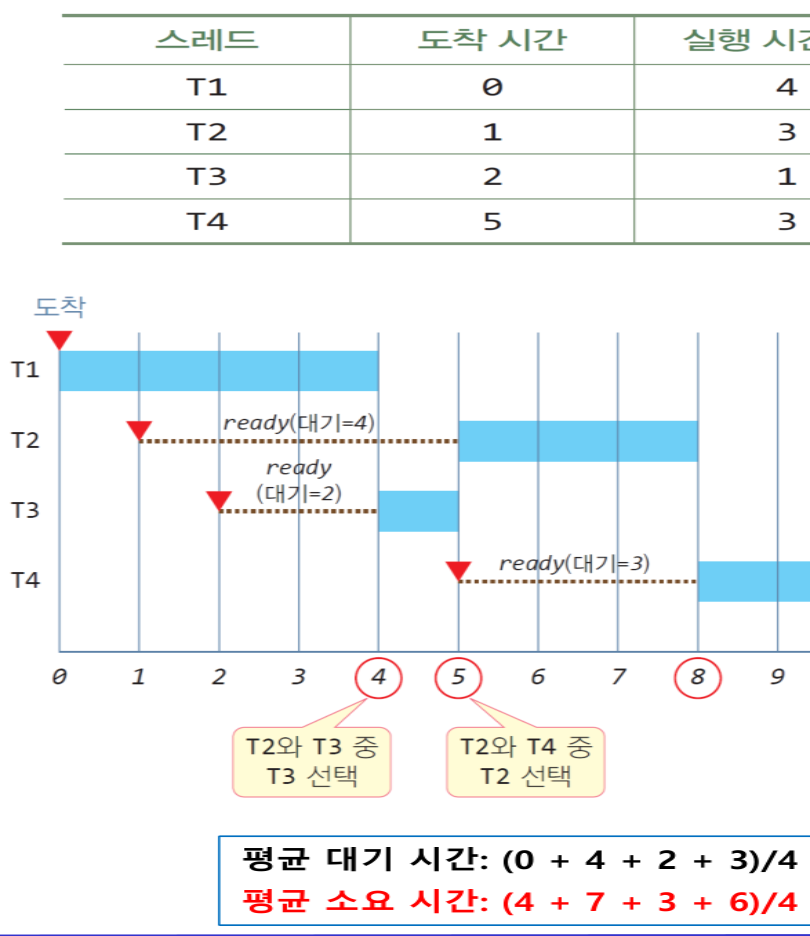 스레드 도착 시간 실행 시간
T1 0 4
T2 1 3
T3 2 1
T4 5 3
도착
T1
ready(대기=4)
T2
ready
(대기=2)
T3
ready(대기=3)
T4
0 1 2 3 4 5 6 7 8 9
T2와 T3 중
T3 선택
T2와 T4 중
T2 선택
평균 대기 시간: (0 + 4 + 2 + 3)/4
평균 소요 시간: (4 + 7 + 3 + 6)/4